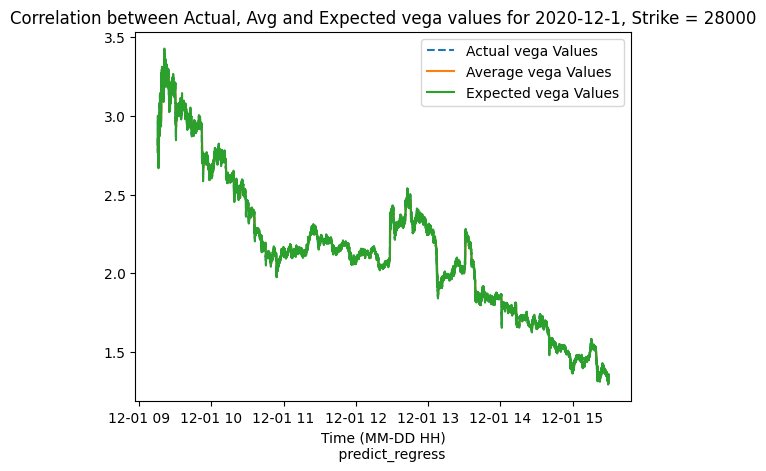 Correlation between Actual, Avg and Expected vega values for 2020-12-1, Strike = 28000
Actual vega Values
Average vega Values
Expected vega Values
3.5
3.0
2.5
2.0
1.5
12-01 09 12-01 10 12-01 11 12-01 12 12-01 13 12-01 14 12-01 15
Time (MM-DD HH)
predict_regress